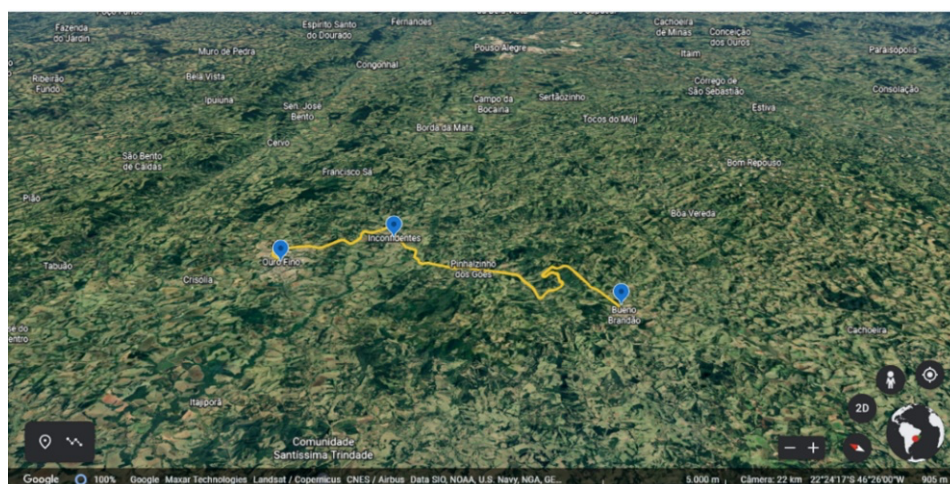 Espírito Santo
do Dourado
Fernandes
Cachoeira
de Minas
Conceição
dos Ouros
Fazenda
do Jardin
Muro de Pedra
Pouso Alegre
Itaim
Paraisópolis
Congonhal
Bela Vista
Ribeirão
Fundo
Córrego de
São Sebastião
Consolação
Ipuiuna
Sen. José
Bento
Campo da
Bocaina
Sertãozinho
Estiva
Tocos do Moji
Borda da Mata
Cervo
São Bento
de Caldas
Bom Repouso
Francisco Sá
Pião
Bôa Vereda
Inconfidentes
Ouro Fino
Tabuão
Pinhalzinho
dos Góes
Crisólia
Bueno
Brandão
Cachoeira
Itajiporã
2D
Comunidade
Santíssima Trindade
Google 100% Google Maxar Technologies Landsat / Copernicus CNES / Airbus Data SIO, NOAA, U.S. Navy, NGA, GE... 5.000 m Câmera: 22 km 22°24'17"S 46°26'00"W 905 m